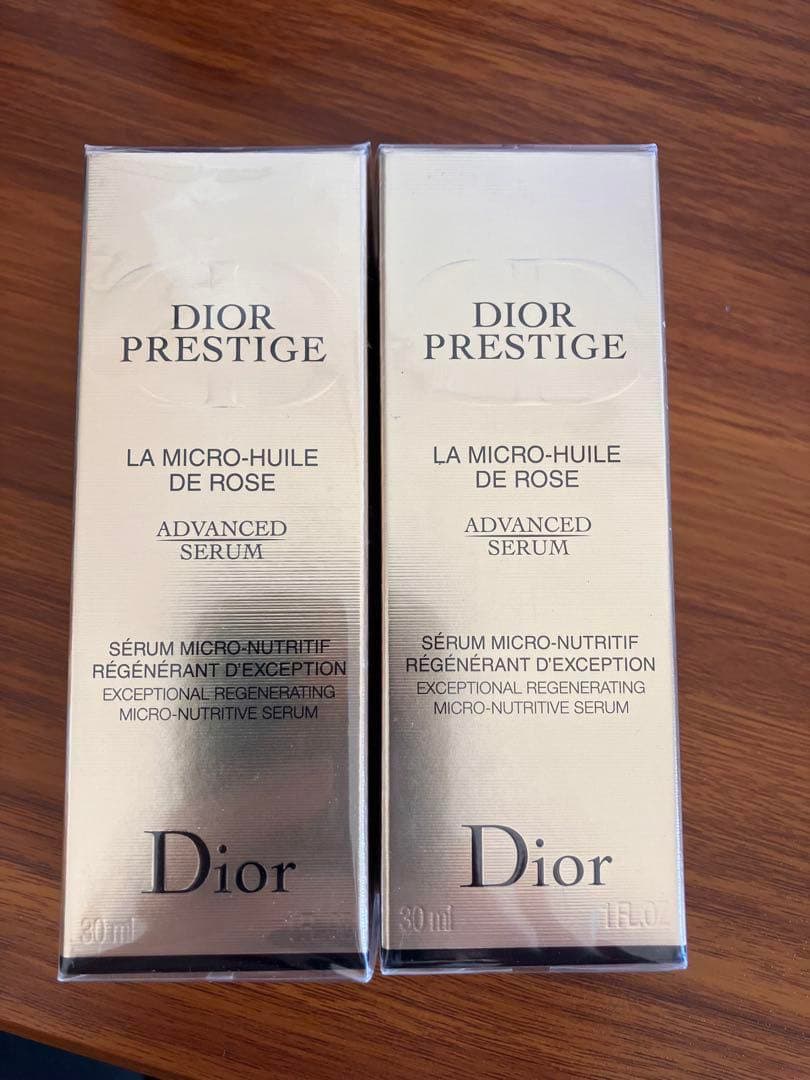 DIOR
PRESTIGE
LA MICRO-HUILE
DE ROSE
ADVANCED
SERUM
SÉRUM MICRO-NUTRITIF
RÉGÉNÉRANT D'EXCEPTION
EXCEPTIONAL REGENERATING
MICRO-NUTRITIVE SERUM
Dior
30 ml
DIOR
PRESTIGE
LA MICRO-HUILE
DE ROSE
ADVANCED
SERUM
SÉRUM MICRO-NUTRITIF
RÉGÉNÉRANT D'EXCEPTION
EXCEPTIONAL REGENERATING
MICRO-NUTRITIVE SERUM
Dior
30 ml 1 FL.OZ